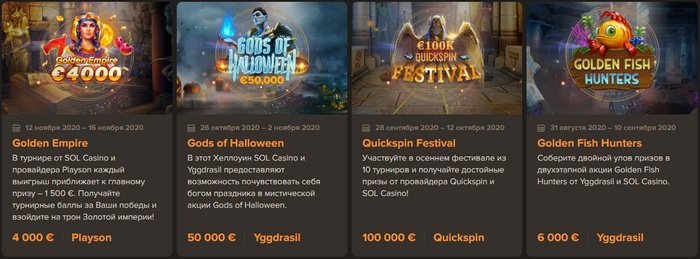 Golden Empire
€4000
12 ноября 2020 – 16 ноября 2020
Golden Empire
В турнире от SOL Casino и
провайдера Playson каждый
выигрыш приближает к главному
призу – 1 500 €. Получайте
турнирные баллы за Ваши победы и
взойдите на трон Золотой империи!
4 000 €
Playson
GODS OF
HALLOWEEN
€50,000
26 октября 2020 – 2 ноября 2020
Gods of Halloween
В этот Хеллоуин SOL Casino и
Yggdrasil предоставляют
возможность почувствовать себя
богом праздника в мистической
акции Gods of Halloween.
50 000 €
Yggdrasil
€100K
QUICKSPIN
FESTIVAL
28 сентября 2020 – 12 октября 2020
Quickspin Festival
Участвуйте в осеннем фестивале из
10 турниров и получайте достойные
призы от провайдера Quickspin и
SOL Casino!
100 000 €
Quickspin
GOLDEN FISH
HUNTERS
31 августа 2020 – 10 сентября 2020
Golden Fish Hunters
Соберите двойной улов призов в
двухэтапной акции Golden Fish
Hunters от Yggdrasil и SOL Casino.
6 000 €
Yggdrasil